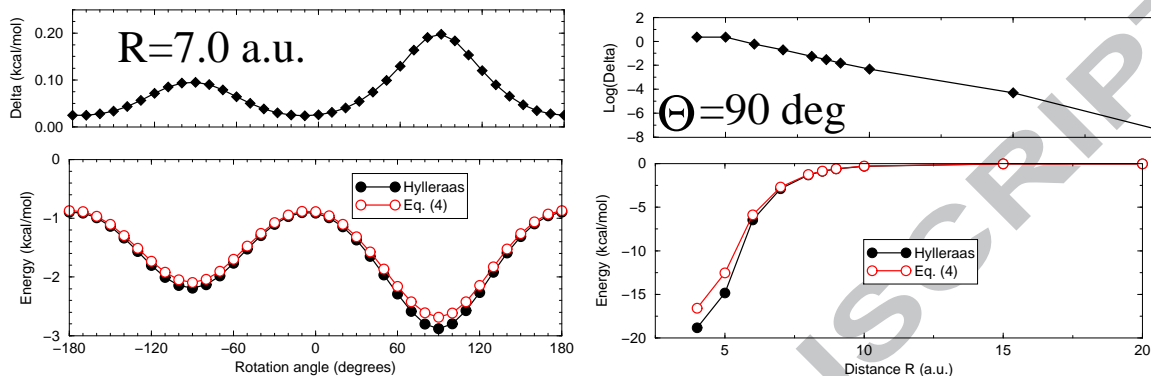 Delta (kcal/mol)
0.20
0.10
0.00
R=7.0 a.u.
Energy (kcal/mol)
0
−1
−2
−3
Hylleraas
Eq. (4)
−180 −120 −60 0 60 120 180
Rotation angle (degrees)
Log(Delta)
2
0
−2
−4
−6
−8
Θ=90 deg
Energy (kcal/mol)
0
−5
−10
−15
−20
Hylleraas
Eq. (4)
5 10 15 20
Distance R (a.u.)
ISCRIPT